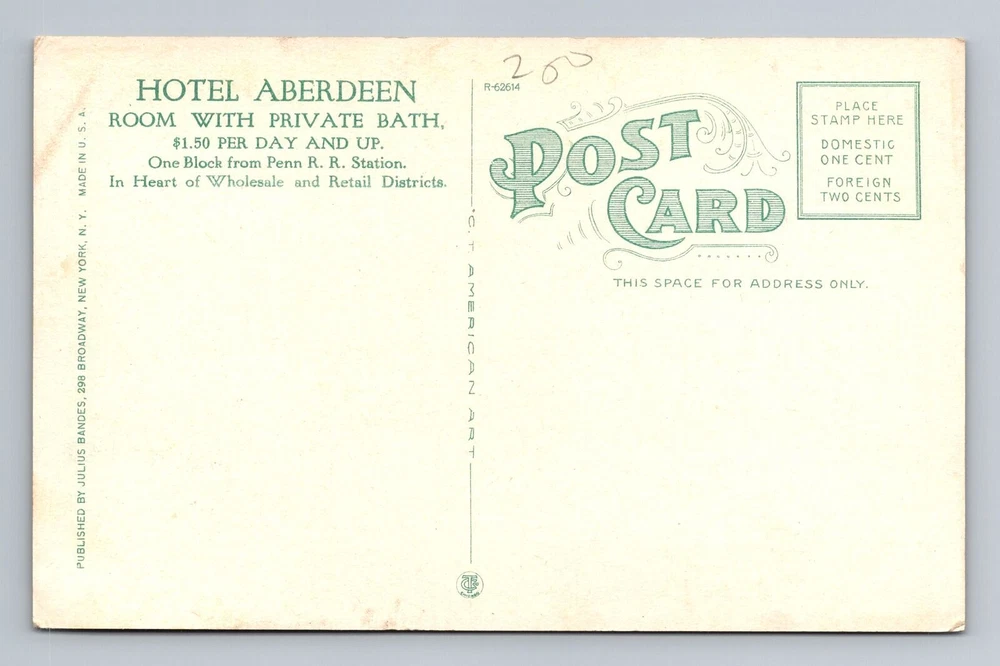 HOTEL ABERDEEN
ROOM WITH PRIVATE BATH,
$1.50 PER DAY AND UP.
One Block from Penn R. R. Station.
In Heart of Wholesale and Retail Districts.
PUBLISHED BY JULIUS BANDES, 298 BROADWAY, NEW YORK, N. Y. MADE IN U. S. A.
200
R-62614
C. T. AMERICAN ART
POST
CARD
THIS SPACE FOR ADDRESS ONLY.
PLACE
STAMP HERE
DOMESTIC
ONE CENT
FOREIGN
TWO CENTS